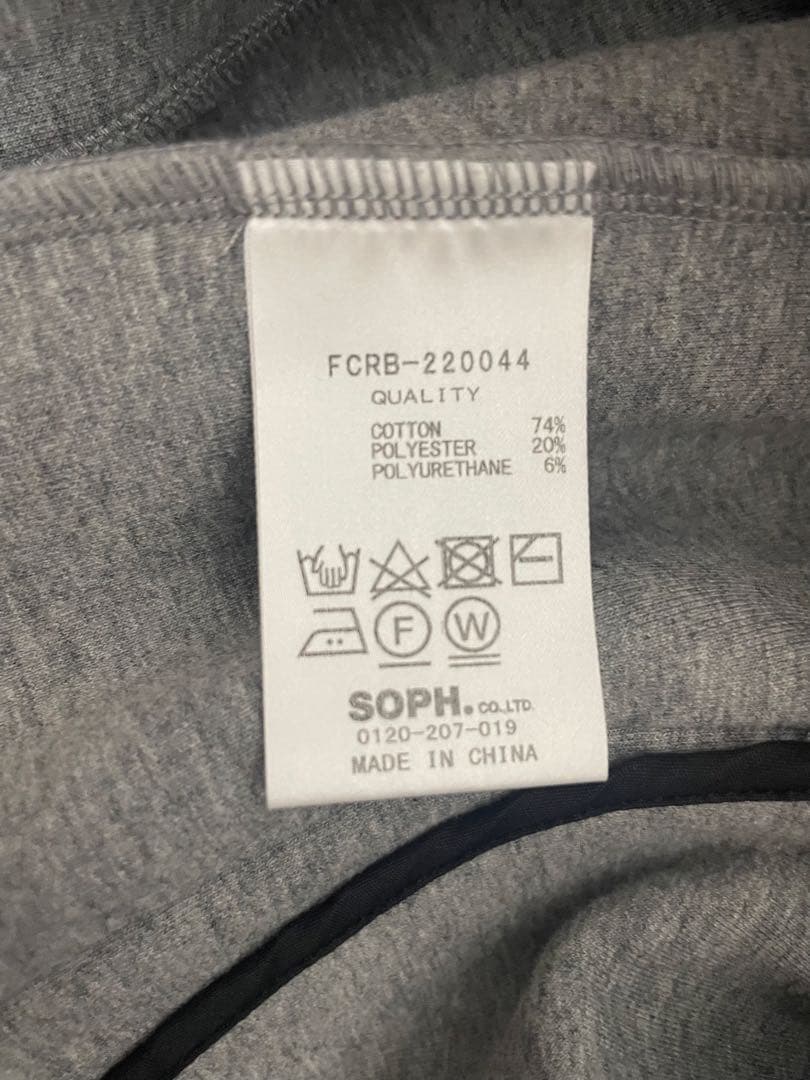 FCRB-220044
QUALITY
COTTON 74%
POLYESTER 20%
POLYURETHANE 6%
F W
SOPH. CO.,LTD.
0120-207-019
MADE IN CHINA